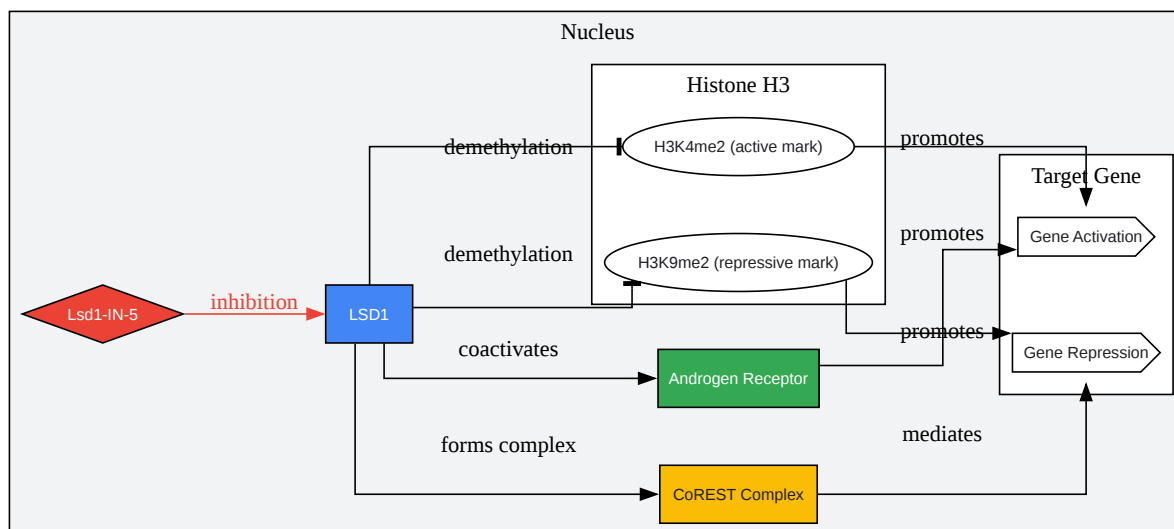 Nucleus
Histone H3
demethylation
H3K4me2 (active mark)
promotes
Target Gene
Gene Activation
demethylation
H3K9me2 (repressive mark)
promotes
Lsd1-IN-5
inhibition
LSD1
promotes
Gene Repression
coactivates
Androgen Receptor
forms complex
mediates
CoREST Complex